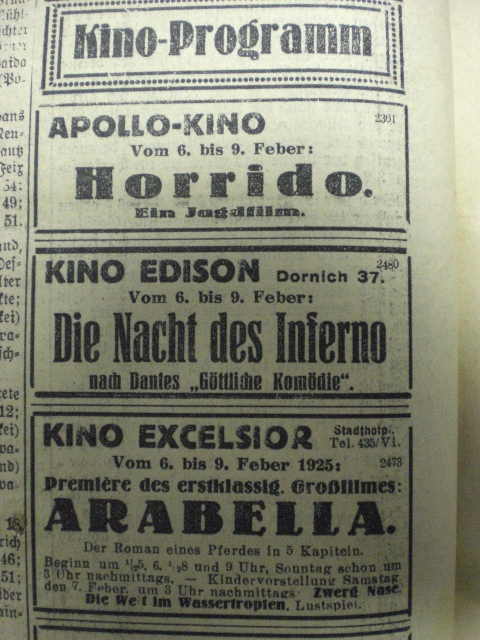 Kino-Programm
APOLLO-KINO 2361
Vom 6. bis 9. Feber:
Horrido.
Ein Jagdfilm.
KINO EDISON Dornich 37. 2480
Vom 6. bis 9. Feber:
Die Nacht des Inferno
nach Dantes „Göttliche Komödie“.
KINO EXCELSIOR Tel. 435/VI.
Vom 6. bis 9. Feber 1925: 2473
Première des erstklassig. Großfilmes:
ARABELLA.
Der Roman eines Pferdes in 5 Kapiteln.
Beginn um ½5, 6, ½8 und 9 Uhr, Sonntag schon um
3 Uhr nachmittags. — Kindervorstellung Samstag
den 7. Feber, um 3 Uhr nachmittags Zwerg Nase.
Die Welt im Wassertropfen, Lustspiel.